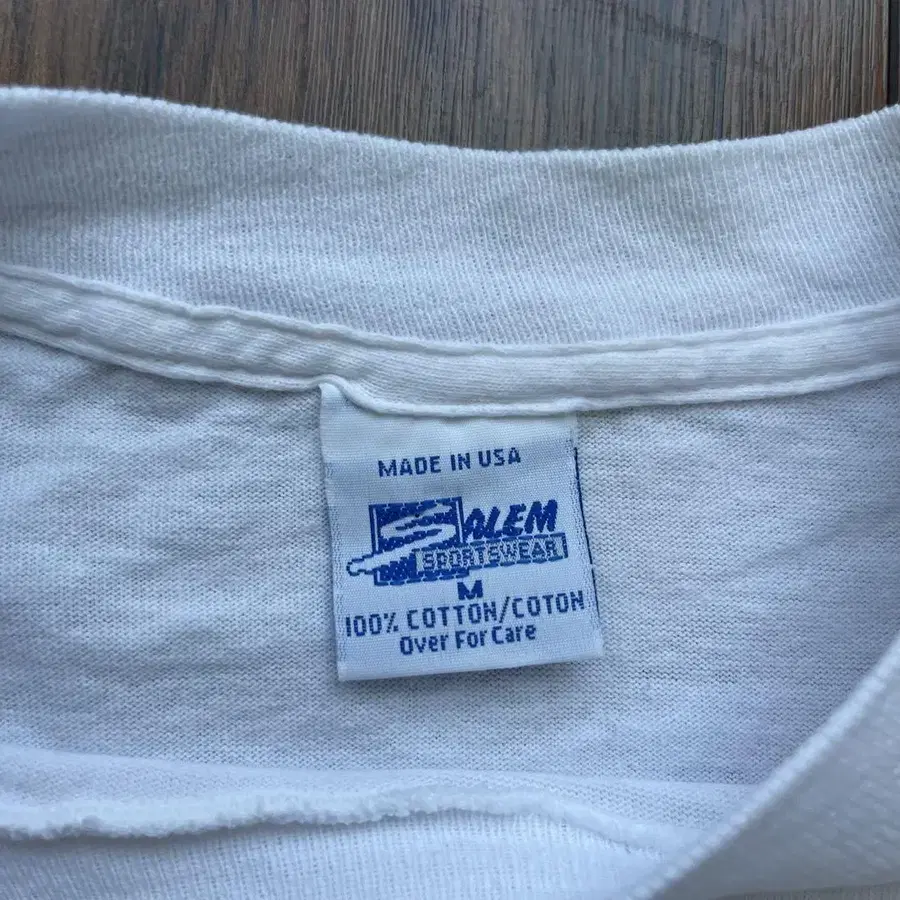 MADE IN USA
SALEM
SPORTSWEAR
M
100% COTTON/COTON
Over For Care